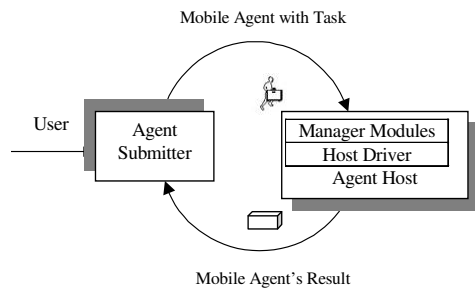 Mobile Agent with Task
User
Agent
Submitter
Manager Modules
Host Driver
Agent Host
Mobile Agent's Result